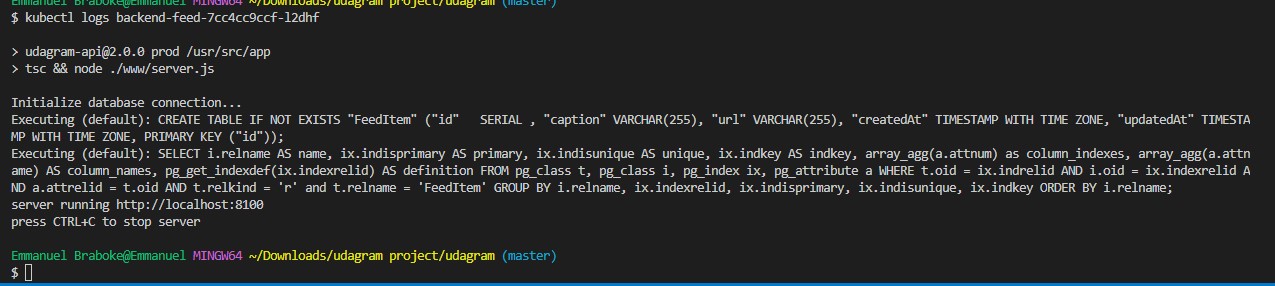 Emmanuel Braboke@Emmanuel MINGW64 ~/Downloads/udagram project/udagram (master)
$ kubectl logs backend-feed-7cc4cc9ccf-l2dhf
> udagram-api@2.0.0 prod /usr/src/app
> tsc && node ./www/server.js
Initialize database connection...
Executing (default): CREATE TABLE IF NOT EXISTS "FeedItem" ("id"   SERIAL , "caption" VARCHAR(255), "url" VARCHAR(255), "createdAt" TIMESTAMP WITH TIME ZONE, "updatedAt" TIMESTA
MP WITH TIME ZONE, PRIMARY KEY ("id"));
Executing (default): SELECT i.relname AS name, ix.indisprimary AS primary, ix.indisunique AS unique, ix.indkey AS indkey, array_agg(a.attnum) as column_indexes, array_agg(a.attn
ame) AS column_names, pg_get_indexdef(ix.indexrelid) AS definition FROM pg_class t, pg_class i, pg_index ix, pg_attribute a WHERE t.oid = ix.indrelid AND i.oid = ix.indexrelid A
ND a.attrelid = t.oid AND t.relkind = 'r' and t.relname = 'FeedItem' GROUP BY i.relname, ix.indexrelid, ix.indisprimary, ix.indisunique, ix.indkey ORDER BY i.relname;
server running http://localhost:8100
press CTRL+C to stop server
Emmanuel Braboke@Emmanuel MINGW64 ~/Downloads/udagram project/udagram (master)
$